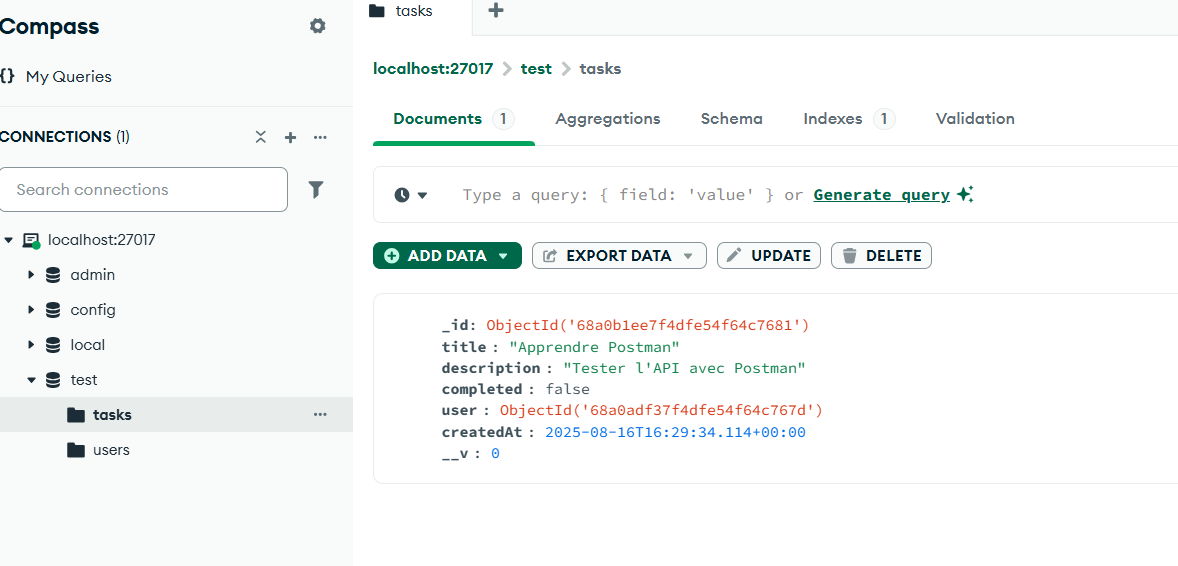 Compass
{} My Queries
CONNECTIONS (1)
Search connections
localhost:27017
admin
config
local
test
tasks
users
tasks
localhost:27017 > test > tasks
Documents 1 Aggregations Schema Indexes 1 Validation
Type a query: { field: 'value' } or Generate query
ADD DATA EXPORT DATA UPDATE DELETE
_id: ObjectId('68a0b1ee7f4dfe54f64c7681')
title : "Apprendre Postman"
description : "Tester l'API avec Postman"
completed : false
user : ObjectId('68a0adf37f4dfe54f64c767d')
createdAt : 2025-08-16T16:29:34.114+00:00
__v : 0